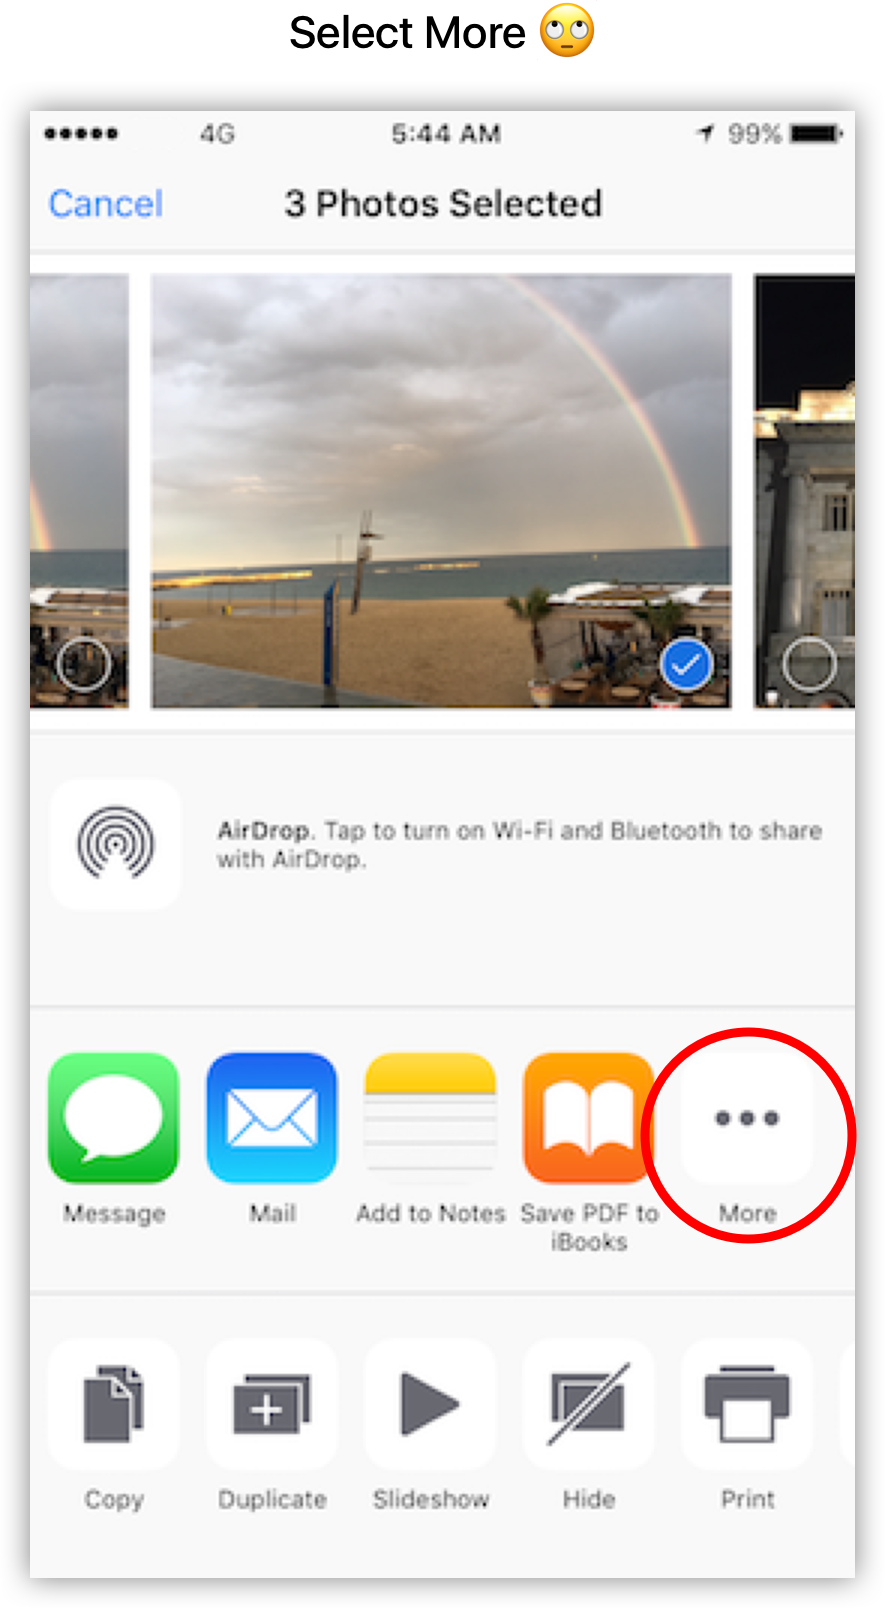 Select More 🙄
4G 5:44 AM 99%
Cancel 3 Photos Selected
AirDrop. Tap to turn on Wi-Fi and Bluetooth to share
with AirDrop.
Message Mail Add to Notes Save PDF to More
iBooks
Copy Duplicate Slideshow Hide Print